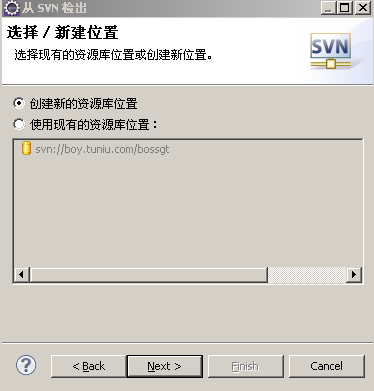 从 SVN 检出
选择 / 新建位置
选择现有的资源库位置或创建新位置。
SVN
创建新的资源库位置
使用现有的资源库位置：
svn://boy.tuniu.com/bossgt
?
< Back
Next >
Finish
Cancel